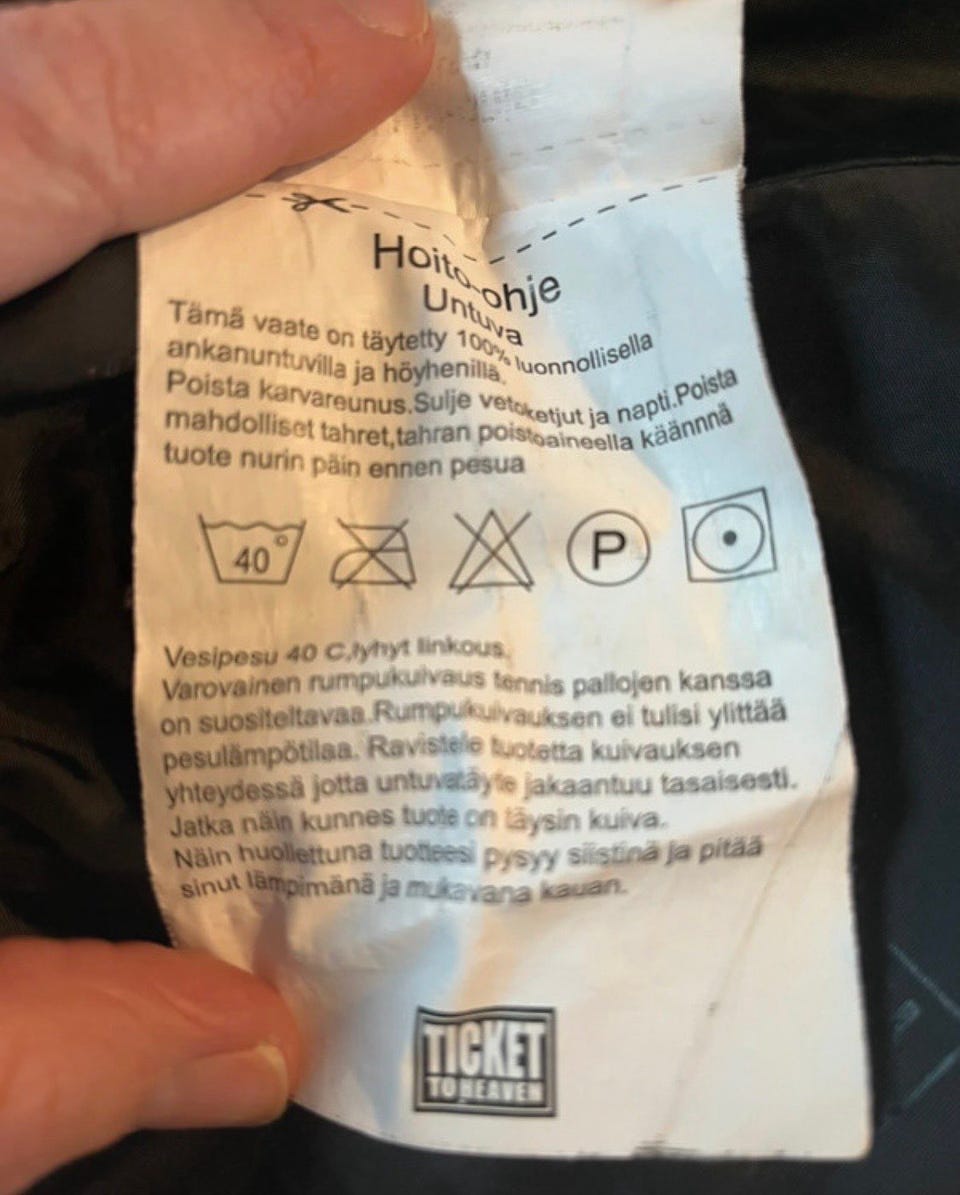 Hoito-ohje
Untuva
Tämä vaate on täytetty 100% luonnollisella
ankanuntuvilla ja höyhenillä.
Poista karvareunus.Sulje vetoketjut ja napti.Poista
mahdolliset tahret,tahran poistoaineella käännnä
tuote nurin päin ennen pesua
40°
P
Vesipesu 40 C,lyhyt linkous.
Varovainen rumpukuivaus tennis pallojen kanssa
on suositeltavaa.Rumpukuivauksen ei tulisi ylittää
pesulämpötilaa. Ravistele tuotetta kuivauksen
yhteydessä jotta untuvatäyte jakaantuu tasaisesti.
Jatka näin kunnes tuote on täysin kuiva.
Näin huollettuna tuotteesi pysyy siistinä ja pitää
sinut lämpimänä ja mukavana kauan.
TICKET
TO HEAVEN